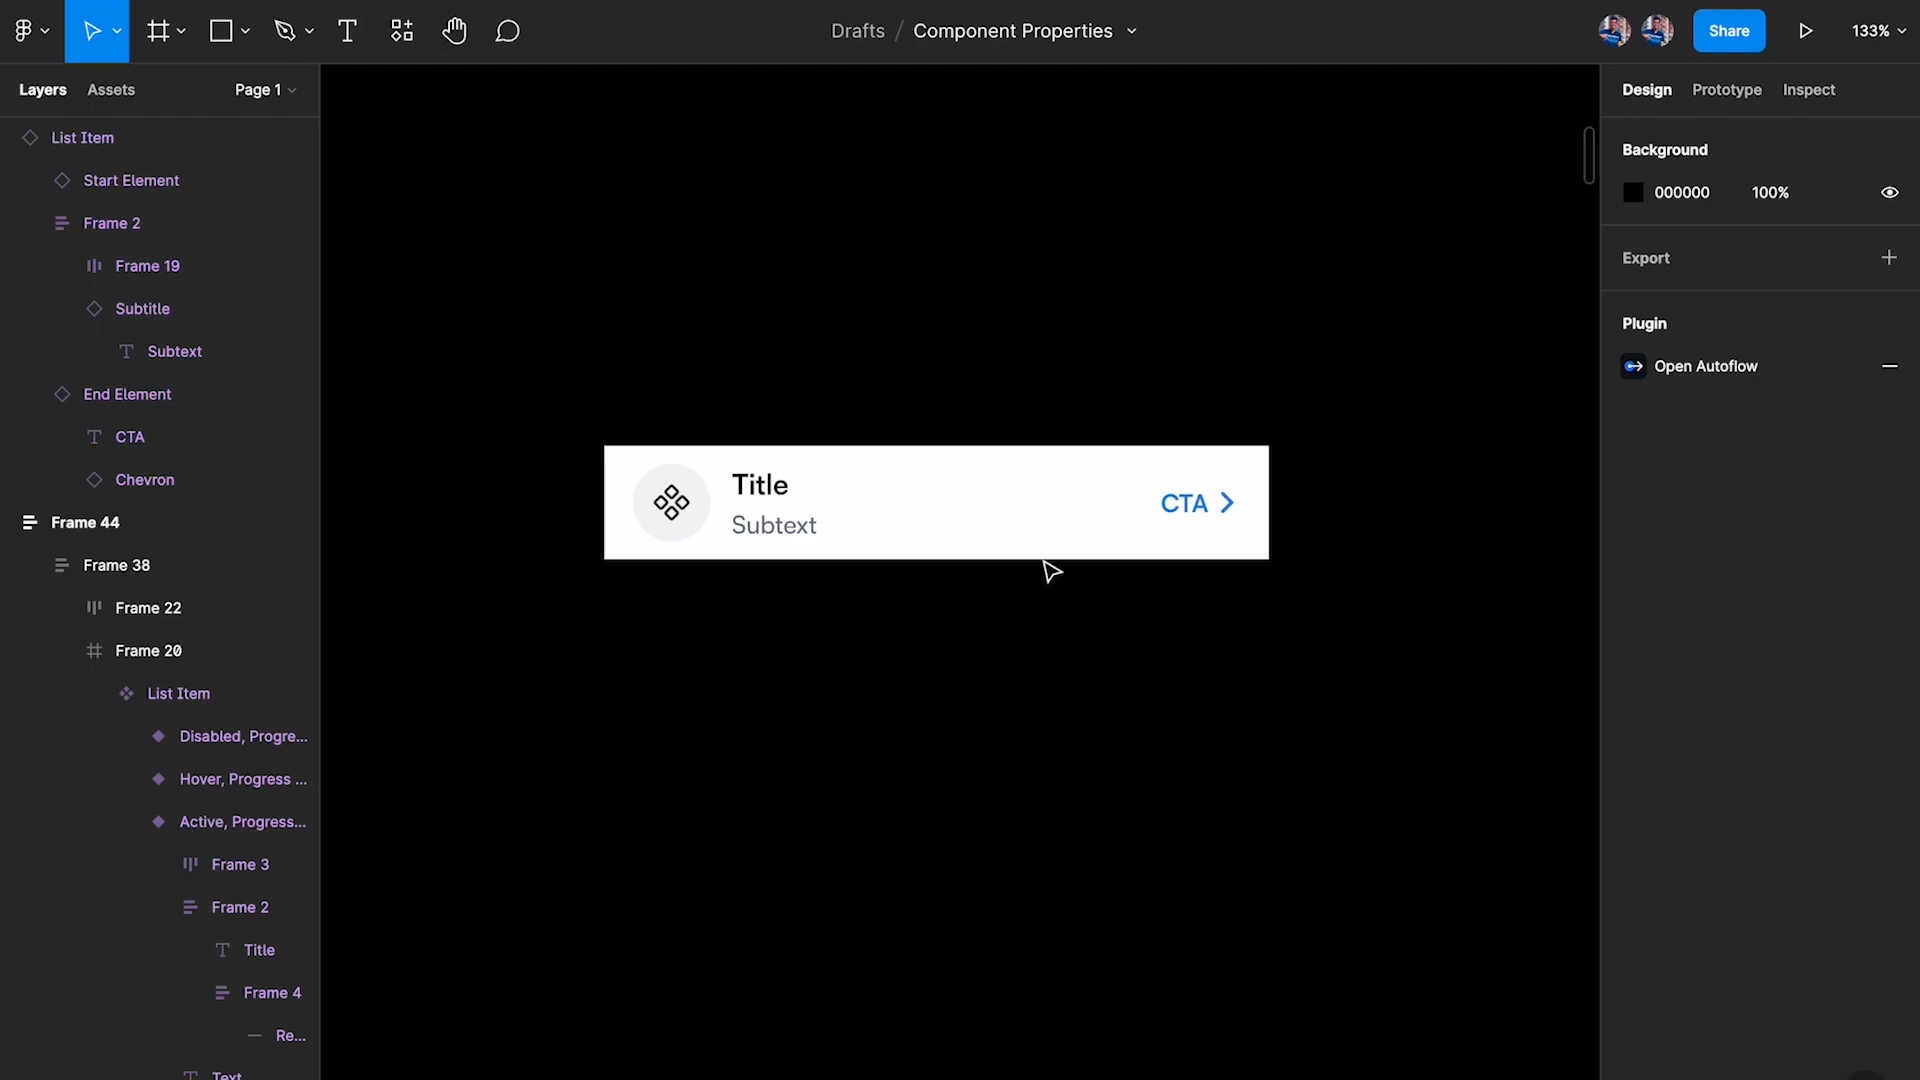 Drafts / Component Properties
Share
133%
Layers
Assets
Page 1
List Item
Start Element
Frame 2
Frame 19
Subtitle
Subtext
End Element
CTA
Chevron
Frame 44
Frame 38
Frame 22
Frame 20
List Item
Disabled, Progre...
Hover, Progress ...
Active, Progress...
Frame 3
Frame 2
Title
Frame 4
Re...
Text
Title
Subtext
CTA
Design
Prototype
Inspect
Background
000000
100%
Export
Plugin
Open Autoflow